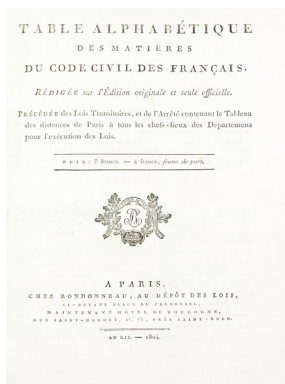 TABLE ALPHABÉTIQUE
DES MATIÈRES
DU CODE CIVIL DES FRANÇAIS.
RÉDIGÉE sur l'Édition originale et seule officielle.
PRÉCÉDÉE des Lois Transitoires, et de l'Arrêté contenant le Tableau
des distances de Paris à tous les chefs-lieux des Départemens
pour l'exécution des Lois.
PRIX: 3 francs. — 4 francs, franc de port.
A PARIS,
CHEZ RONDONNEAU, AU DÉPÔT DES LOIS,
CI-DEVANT PLACE DU CARROUSEL,
MAINTENANT HÔTEL DE BOULOGNE,
RUE SAINT-HONORÉ, N°. 75, PRÈS SAINT-ROCH.
AN XII. — 1804.